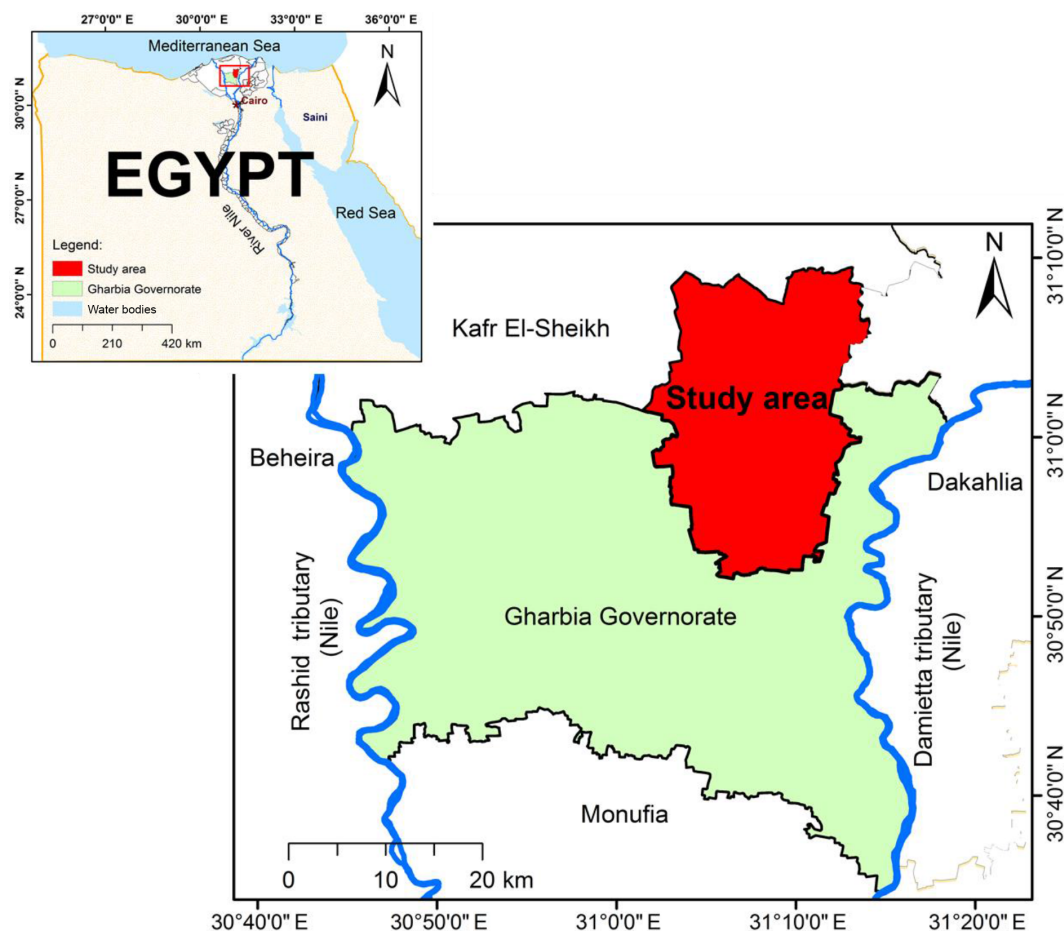 27°0'0" E
30°0'0" E
33°0'0" E
36°0'0" E
Mediterranean Sea
N
30°0'0" N
Cairo
Saini
EGYPT
27°0'0" N
Red Sea
River Nile
Legend:
Study area
Gharbia Governorate
24°0'0" N
Water bodies
0 210 420 km
31°10'0" N
N
Kafr El-Sheikh
Study area
31°0'0" N
Beheira
Dakahlia
Rashid tributary
(Nile)
Gharbia Governorate
30°50'0" N
Damietta tributary
(Nile)
30°40'0" N
Monufia
0 10 20 km
30°40'0" E
30°50'0" E
31°0'0" E
31°10'0" E
31°20'0" E